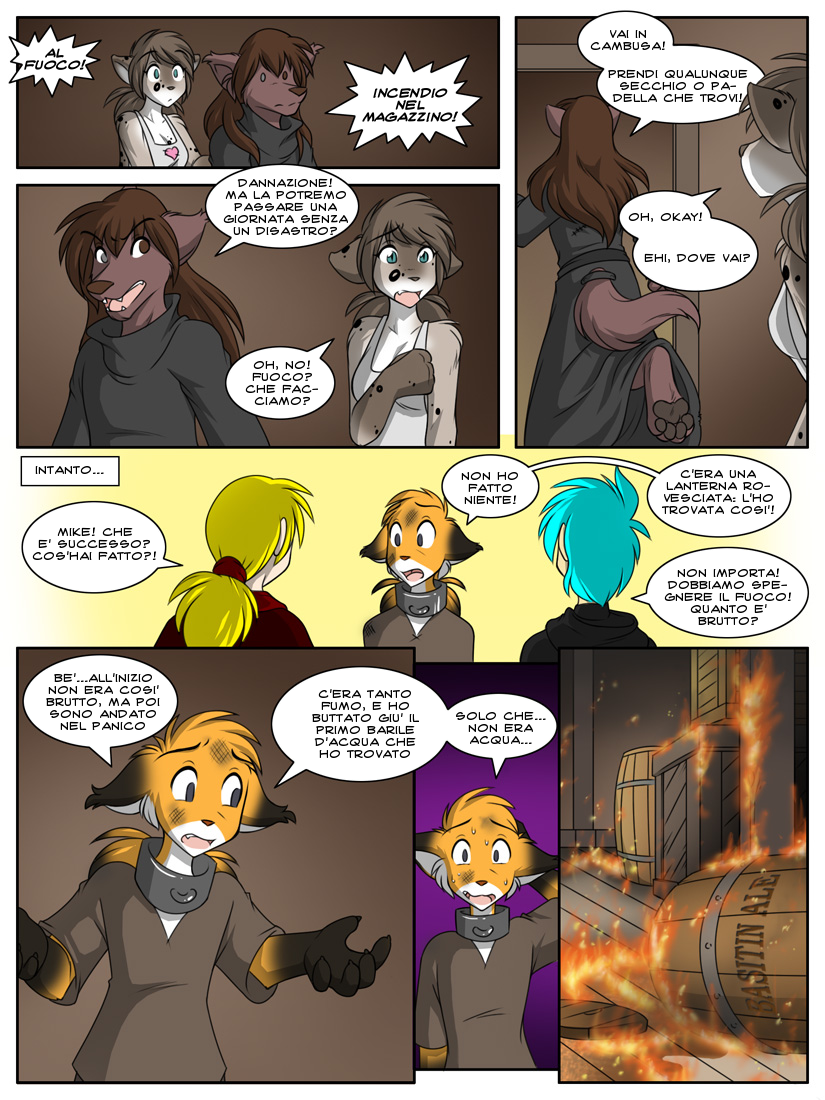 AL
FUOCO!
INCENDIO
NEL
MAGAZZINO!
VAI IN
CAMBUSA!
PRENDI QUALUNQUE
SECCHIO O PA-
DELLA CHE TROVI!
OH, OKAY!
EHI, DOVE VAI?
DANNAZIONE!
MA LA POTREMO
PASSARE UNA
GIORNATA SENZA
UN DISASTRO?
OH, NO!
FUOCO?
CHE FAC-
CIAMO?
INTANTO...
MIKE! CHE
E' SUCCESSO?
COS'HAI FATTO?!
NON HO
FATTO
NIENTE!
C'ERA UNA
LANTERNA RO-
VESCIATA: L'HO
TROVATA COSI'!
NON IMPORTA!
DOBBIAMO SPE-
GNERE IL FUOCO!
QUANTO E'
BRUTTO?
BE'...ALL'INIZIO
NON ERA COSI'
BRUTTO, MA POI
SONO ANDATO
NEL PANICO
C'ERA TANTO
FUMO, E HO
BUTTATO GIU' IL
PRIMO BARILE
D'ACQUA CHE
HO TROVATO
SOLO CHE...
NON ERA
ACQUA...
BASITIN ALE